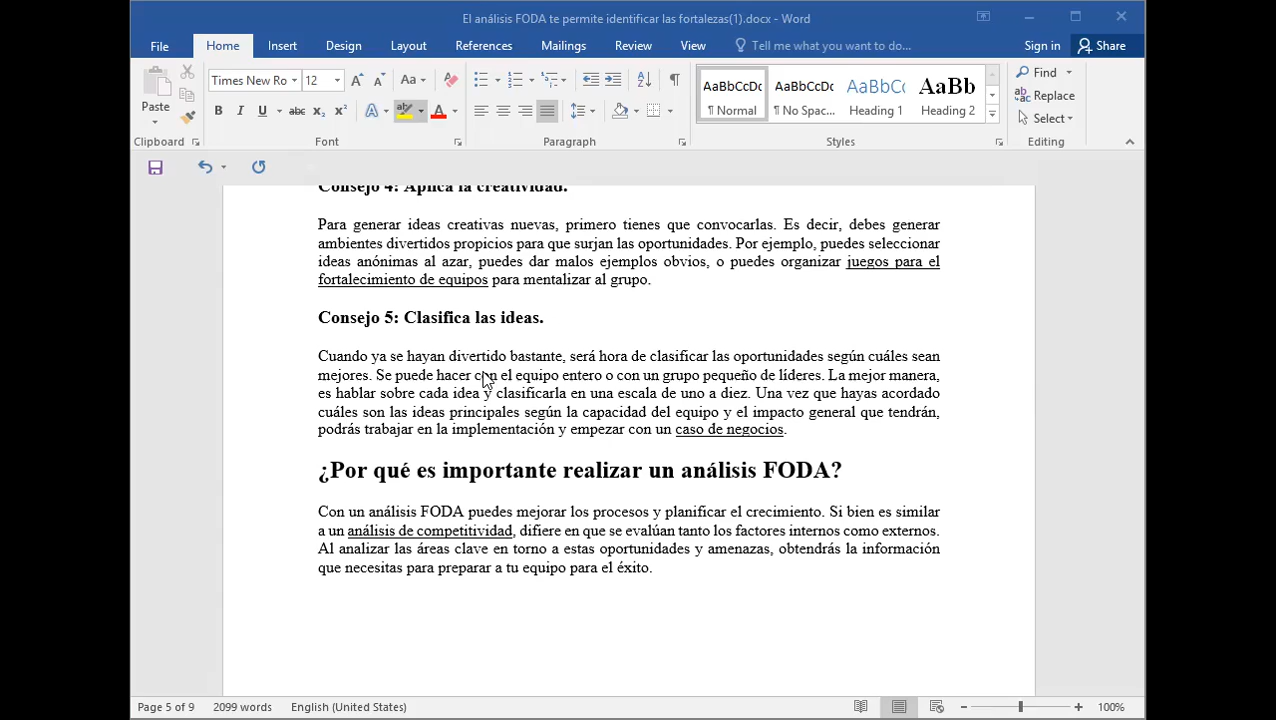 El análisis FODA te permite identificar las fortalezas(1).docx - Word
File Home Insert Design Layout References Mailings Review View Tell me what you want to do... Sign in Share
Times New Ro 12 Aa
Paste
B I U abc x₂ x² A A
AaBbCcDc AaBbCcDc AaBbCc AaBb
¶ Normal ¶ No Spac... Heading 1 Heading 2
Find
Replace
Select
Clipboard Font Paragraph Styles Editing
Consejo 4: Aplica la creatividad.
Para generar ideas creativas nuevas, primero tienes que convocarlas. Es decir, debes generar
ambientes divertidos propicios para que surjan las oportunidades. Por ejemplo, puedes seleccionar
ideas anónimas al azar, puedes dar malos ejemplos obvios, o puedes organizar juegos para el
fortalecimiento de equipos para mentalizar al grupo.
Consejo 5: Clasifica las ideas.
Cuando ya se hayan divertido bastante, será hora de clasificar las oportunidades según cuáles sean
mejores. Se puede hacer con el equipo entero o con un grupo pequeño de líderes. La mejor manera,
es hablar sobre cada idea y clasificarla en una escala de uno a diez. Una vez que hayas acordado
cuáles son las ideas principales según la capacidad del equipo y el impacto general que tendrán,
podrás trabajar en la implementación y empezar con un caso de negocios.
¿Por qué es importante realizar un análisis FODA?
Con un análisis FODA puedes mejorar los procesos y planificar el crecimiento. Si bien es similar
a un análisis de competitividad, difiere en que se evalúan tanto los factores internos como externos.
Al analizar las áreas clave en torno a estas oportunidades y amenazas, obtendrás la información
que necesitas para preparar a tu equipo para el éxito.
Page 5 of 9 2099 words English (United States) 100%